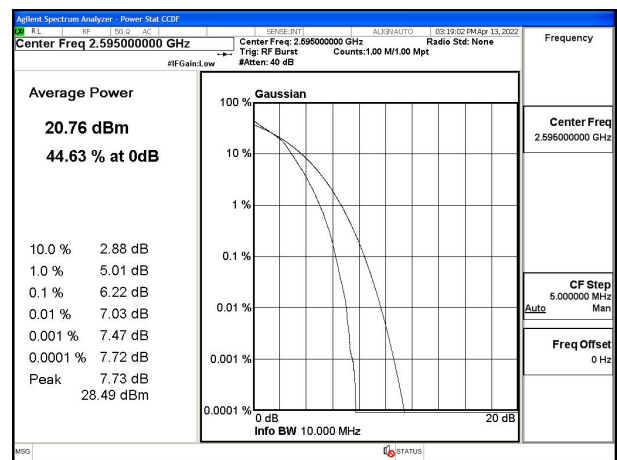 Agilent Spectrum Analyzer - Power Stat CCDF
RL RF 50 Ω AC SENSE:INT ALIGN AUTO 03:19:02 PM Apr 13, 2022
Center Freq 2.595000000 GHz
Center Freq: 2.595000000 GHz Radio Std: None
Trig: RF Burst Counts:1.00 M/1.00 Mpt
#IFGain:Low #Atten: 40 dB
Frequency
Average Power
20.76 dBm
44.63 % at 0dB
10.0 % 2.88 dB
1.0 % 5.01 dB
0.1 % 6.22 dB
0.01 % 7.03 dB
0.001 % 7.47 dB
0.0001 % 7.72 dB
Peak 7.73 dB
28.49 dBm
Gaussian
100 %
10 %
1 %
0.1 %
0.01 %
0.001 %
0.0001 %
0 dB 20 dB
Info BW 10.000 MHz
Center Freq
2.595000000 GHz
CF Step
5.000000 MHz
Auto Man
Freq Offset
0 Hz
MSG STATUS